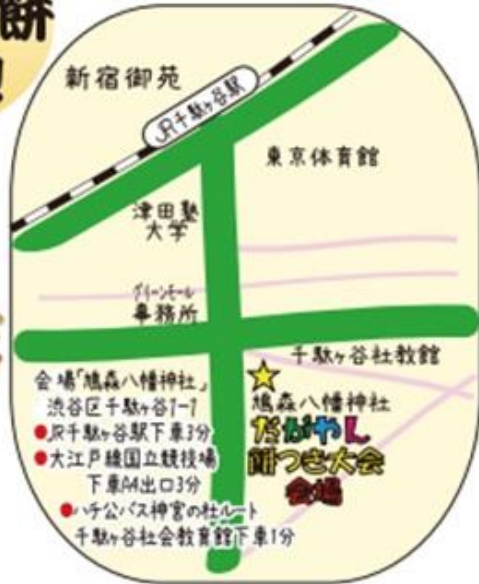 餅
!
新宿御苑
JR千駄ヶ谷駅
東京体育館
津田塾
大学
グリーンモール
事務所
千駄ヶ谷社教館
会場「鳩森八幡神社」
渋谷区千駄ヶ谷1-1
●JR千駄ヶ谷駅下車3分
●大江戸線国立競技場
下車A4出口3分
●ハチ公バス神宮の杜ルート
千駄ヶ谷社会教育館下車1分
鳩森八幡神社
だがやん
餅つき大会
会場